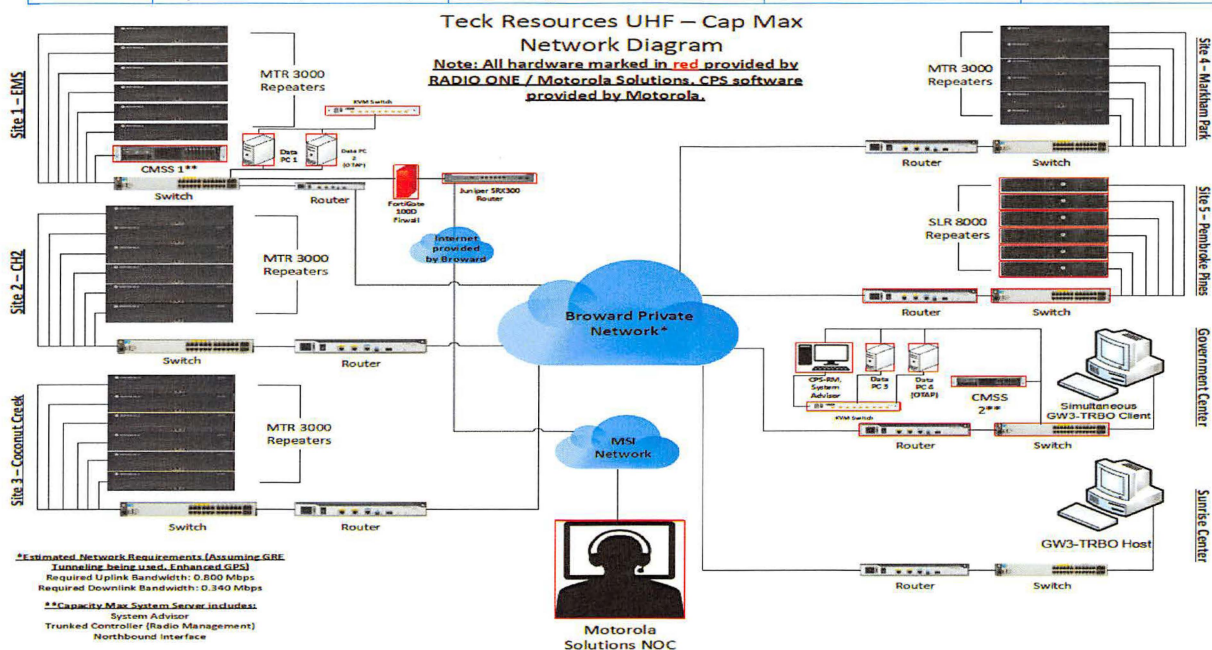 Teck Resources UHF – Cap Max
Network Diagram
Note: All hardware marked in red provided by
RADIO ONE / Motorola Solutions. CPS software
provided by Motorola.
Site 1 – EMS
MTR 3000
Repeaters
KVM Switch
Data
PC 1
Data PC
2
(OTAP)
CMSS 1**
Switch
Router
FortiGate
100D
Firwall
Juniper SRX300
Router
Internet
provided
by Broward
Site 2 – CH2
MTR 3000
Repeaters
Switch
Router
Site 3 – Coconut Creek
MTR 3000
Repeaters
Switch
Router
Broward Private
Network*
MSI
Network
Motorola
Solutions NOC
Site 4 – Markham Park
MTR 3000
Repeaters
Router
Switch
Site 5 – Pembroke Pines
SLR 8000
Repeaters
Router
Switch
Government Center
CPS-RM,
System
Advisor
Data
PC 3
Data
PC 4
(OTAP)
KVM Switch
CMSS
2**
Simultaneous
GW3-TRBO Client
Router
Switch
Sunrise Center
GW3-TRBO Host
Router
Switch
*Estimated Network Requirements (Assuming GRE
Tunneling being used, Enhanced GPS)
Required Uplink Bandwidth: 0.800 Mbps
Required Downlink Bandwidth: 0.340 Mbps
**Capacity Max System Server includes:
System Advisor
Trunked Controller (Radio Management)
Northbound Interface